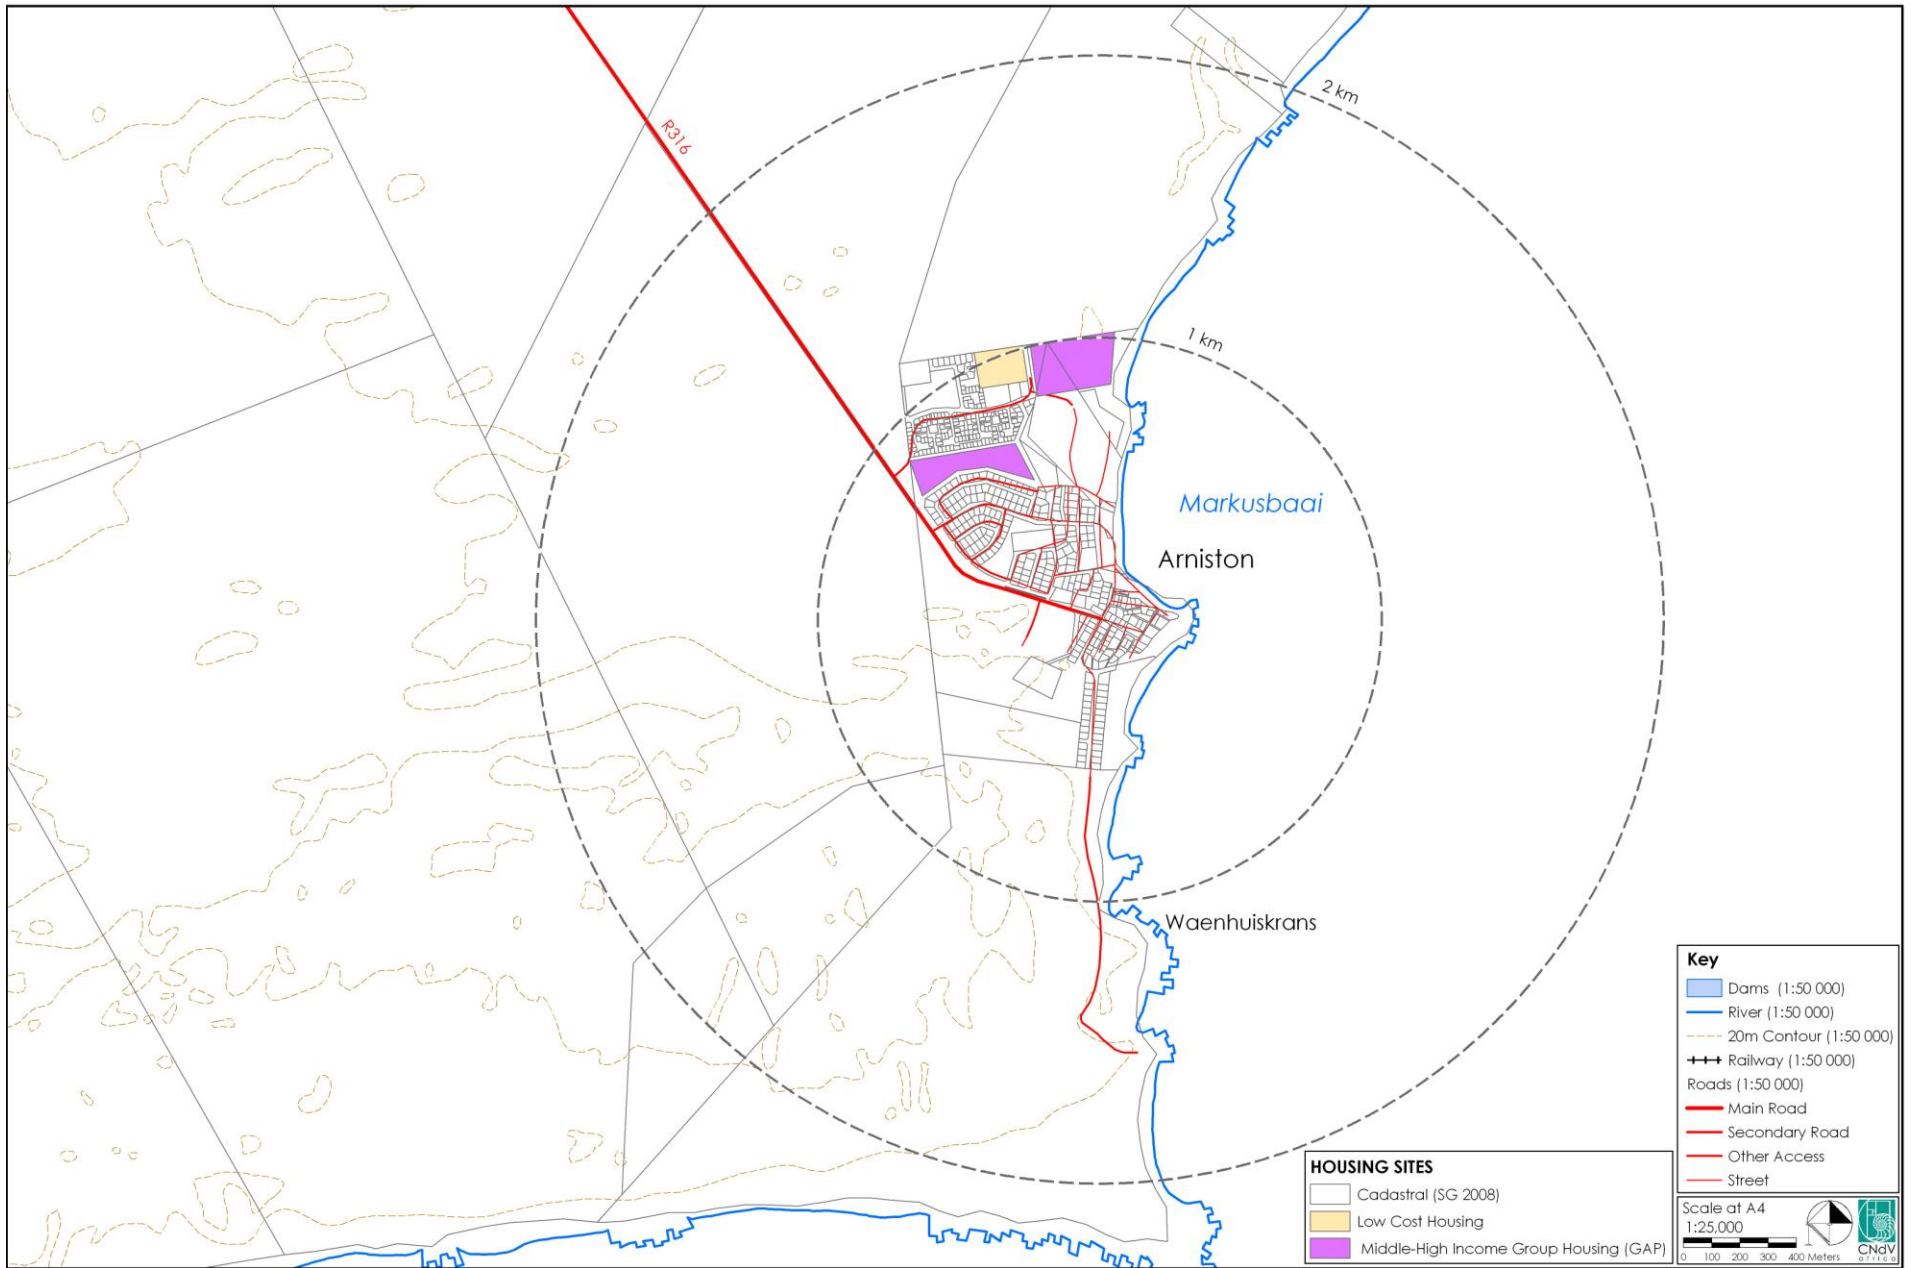 2 km
R316
1 km
Markusbaai
Arniston
Waenhuiskrans
Key
Dams (1:50 000)
River (1:50 000)
20m Contour (1:50 000)
Railway (1:50 000)
Roads (1:50 000)
Main Road
Secondary Road
Other Access
Street
HOUSING SITES
Cadastral (SG 2008)
Low Cost Housing
Middle-High Income Group Housing (GAP)
Scale at A4
1:25,000
0 100 200 300 400 Meters
CNdV
africa